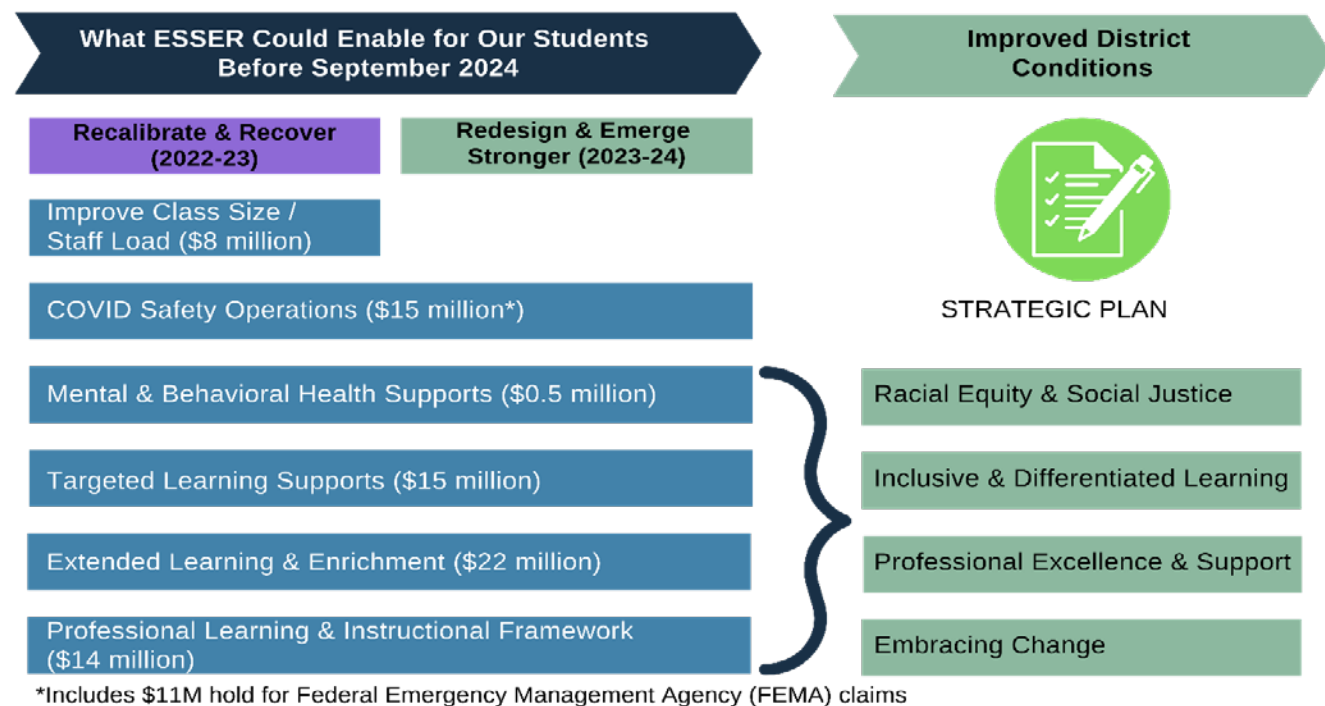 What ESSER Could Enable for Our Students
Before September 2024
Improved District
Conditions
Recalibrate & Recover
(2022-23)
Redesign & Emerge
Stronger (2023-24)
Improve Class Size /
Staff Load ($8 million)
COVID Safety Operations ($15 million*)
Mental & Behavioral Health Supports ($0.5 million)
Targeted Learning Supports ($15 million)
Extended Learning & Enrichment ($22 million)
Professional Learning & Instructional Framework
($14 million)
STRATEGIC PLAN
Racial Equity & Social Justice
Inclusive & Differentiated Learning
Professional Excellence & Support
Embracing Change
*Includes $11M hold for Federal Emergency Management Agency (FEMA) claims